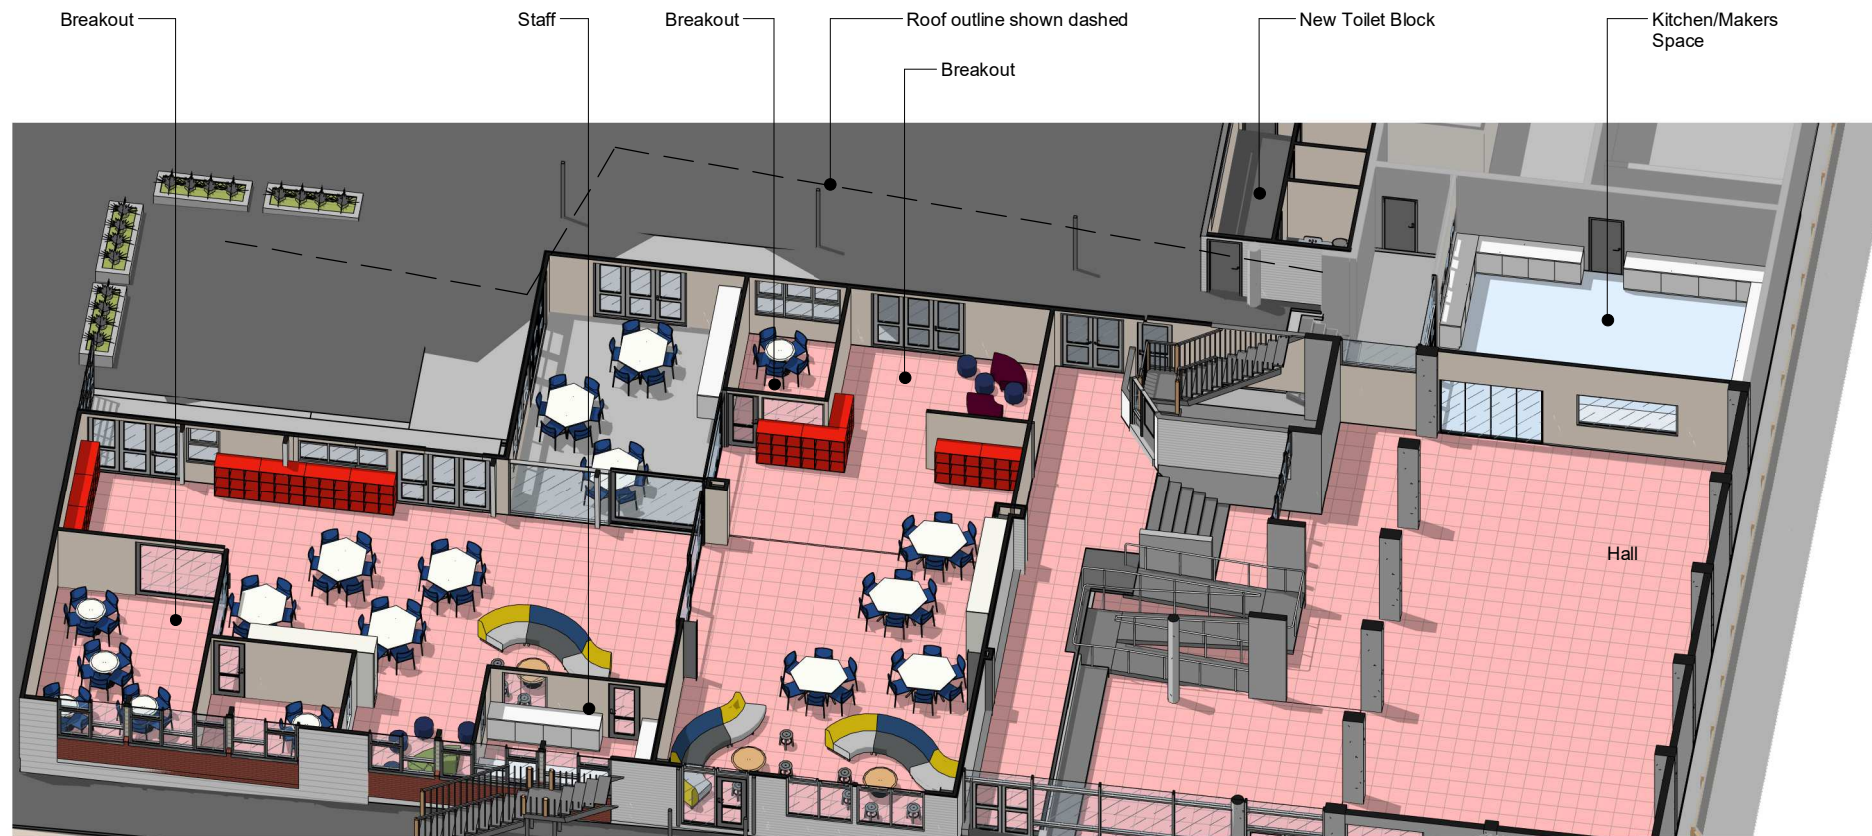 Breakout
Staff
Breakout
Roof outline shown dashed
New Toilet Block
Kitchen/Makers
Space
Breakout
Hall